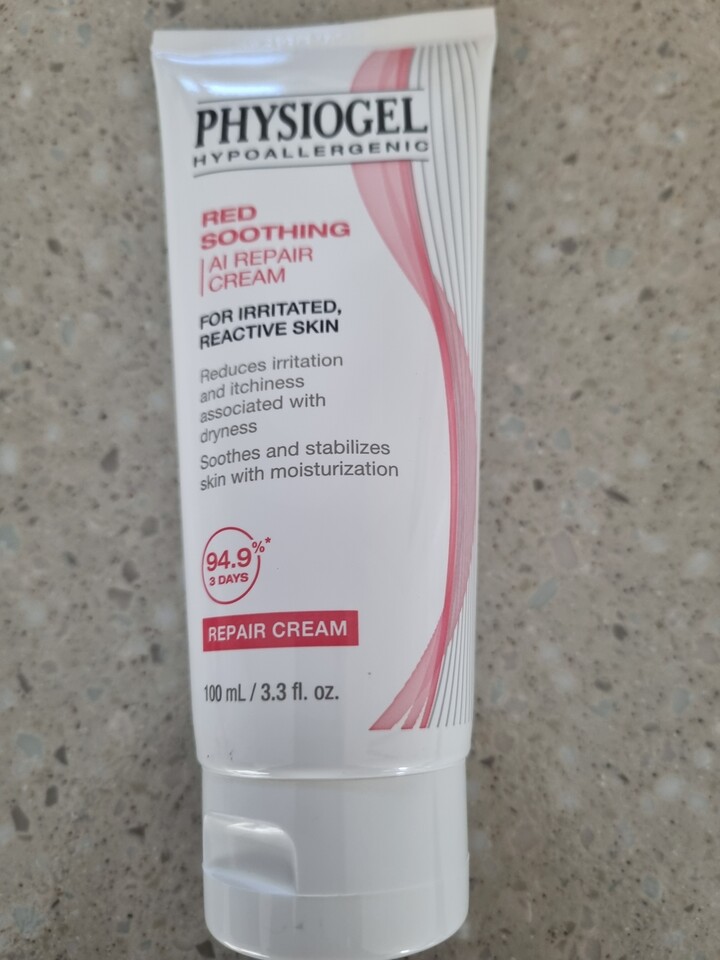 PHYSIOGEL
HYPOALLERGENIC
RED
SOOTHING
AI REPAIR
CREAM
FOR IRRITATED,
REACTIVE SKIN
Reduces irritation
and itchiness
associated with
dryness
Soothes and stabilizes
skin with moisturization
94.9%*
3 DAYS
REPAIR CREAM
100 mL / 3.3 fl. oz.